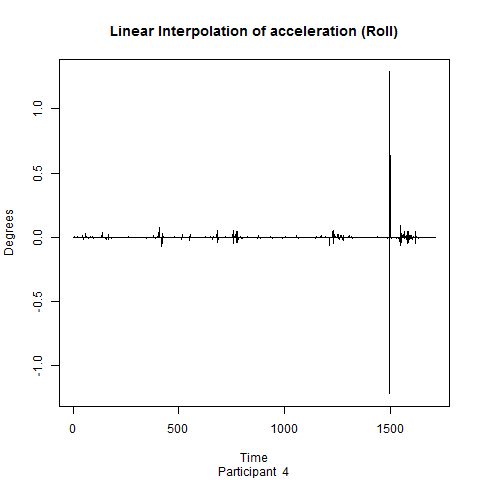 Linear Interpolation of acceleration (Roll)
1.0
0.5
0.0
-0.5
-1.0
Degrees
0 500 1000 1500
Time
Participant 4